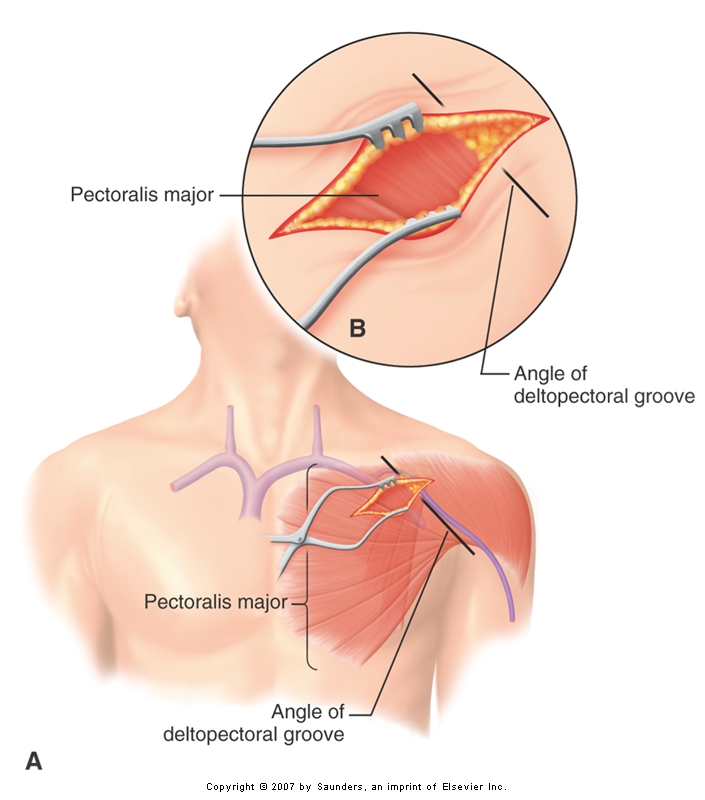 Pectoralis major
B
Angle of
deltopectoral groove
Pectoralis major
Angle of
deltopectoral groove
A
Copyright © 2007 by Saunders, an imprint of Elsevier Inc.